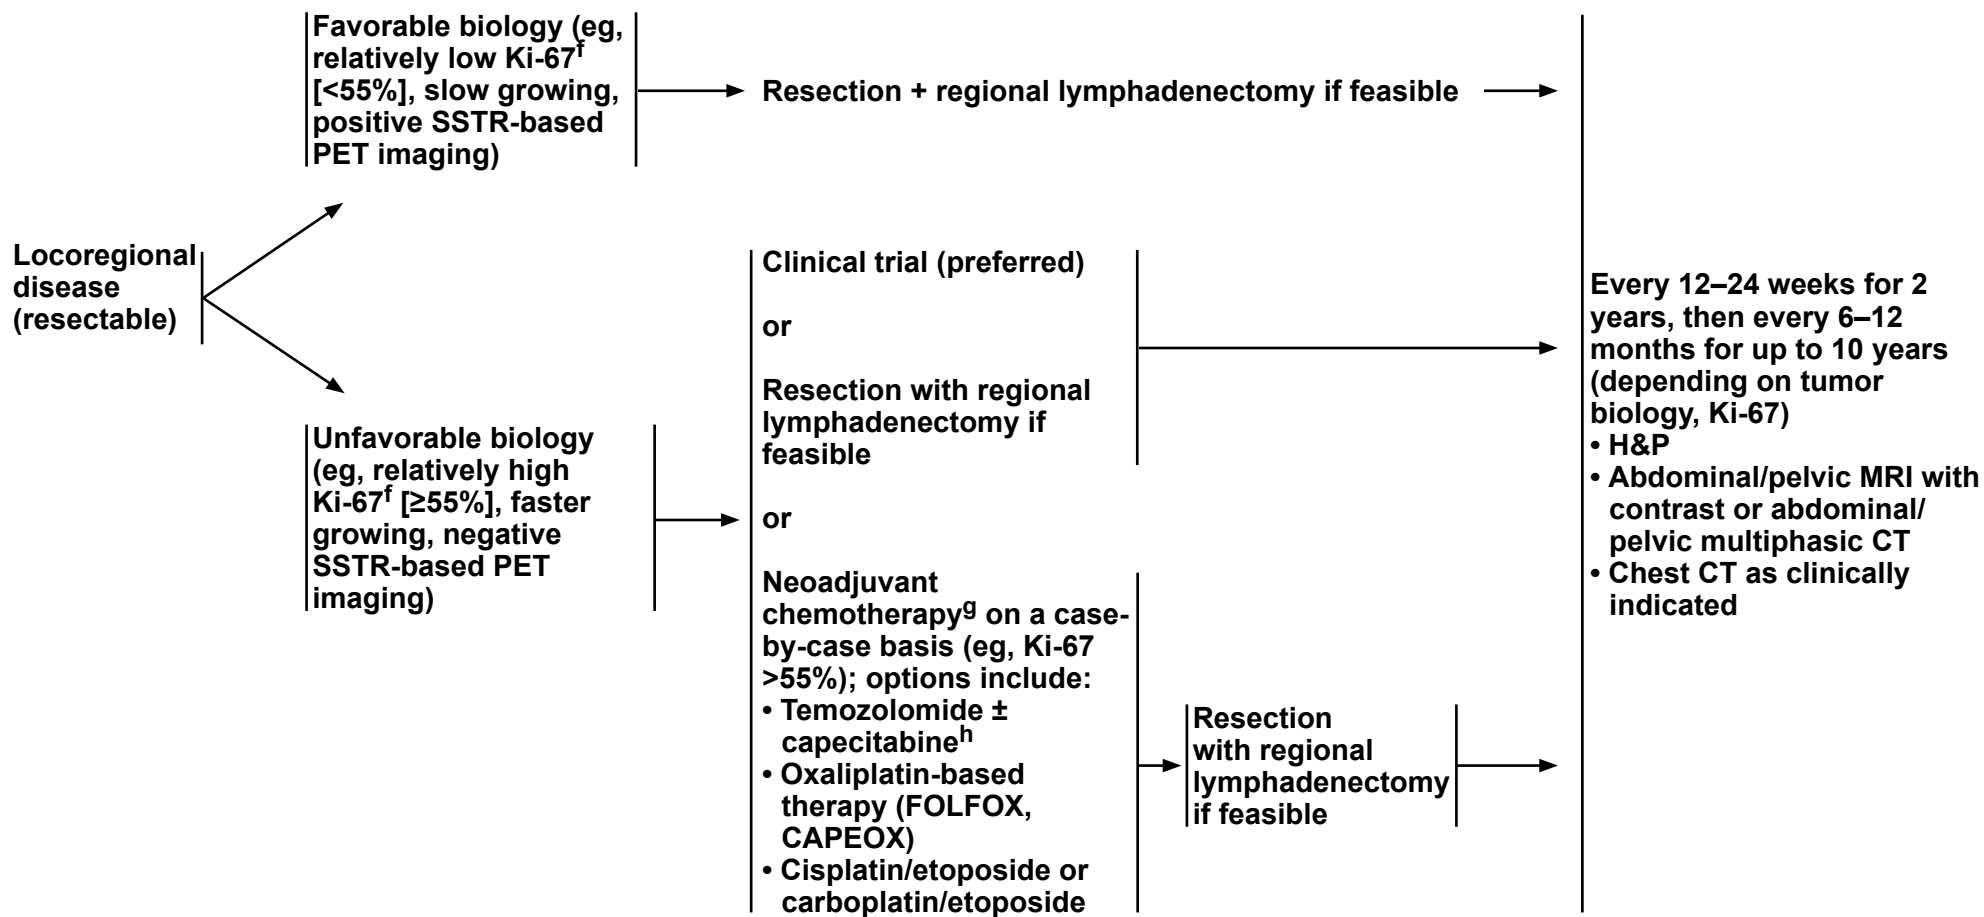 Locoregional
disease
(resectable)
Favorable biology (eg,
relatively low Ki-67f
[<55%], slow growing,
positive SSTR-based
PET imaging)
Resection + regional lymphadenectomy if feasible
Unfavorable biology
(eg, relatively high
Ki-67f [≥55%], faster
growing, negative
SSTR-based PET
imaging)
Clinical trial (preferred)
or
Resection with regional
lymphadenectomy if
feasible
or
Neoadjuvant
chemotherapyg on a case-
by-case basis (eg, Ki-67
>55%); options include:
• Temozolomide ±
capecitabineh
• Oxaliplatin-based
therapy (FOLFOX,
CAPEOX)
• Cisplatin/etoposide or
carboplatin/etoposide
Resection
with regional
lymphadenectomy
if feasible
Every 12–24 weeks for 2
years, then every 6–12
months for up to 10 years
(depending on tumor
biology, Ki-67)
• H&P
• Abdominal/pelvic MRI with
contrast or abdominal/
pelvic multiphasic CT
• Chest CT as clinically
indicated